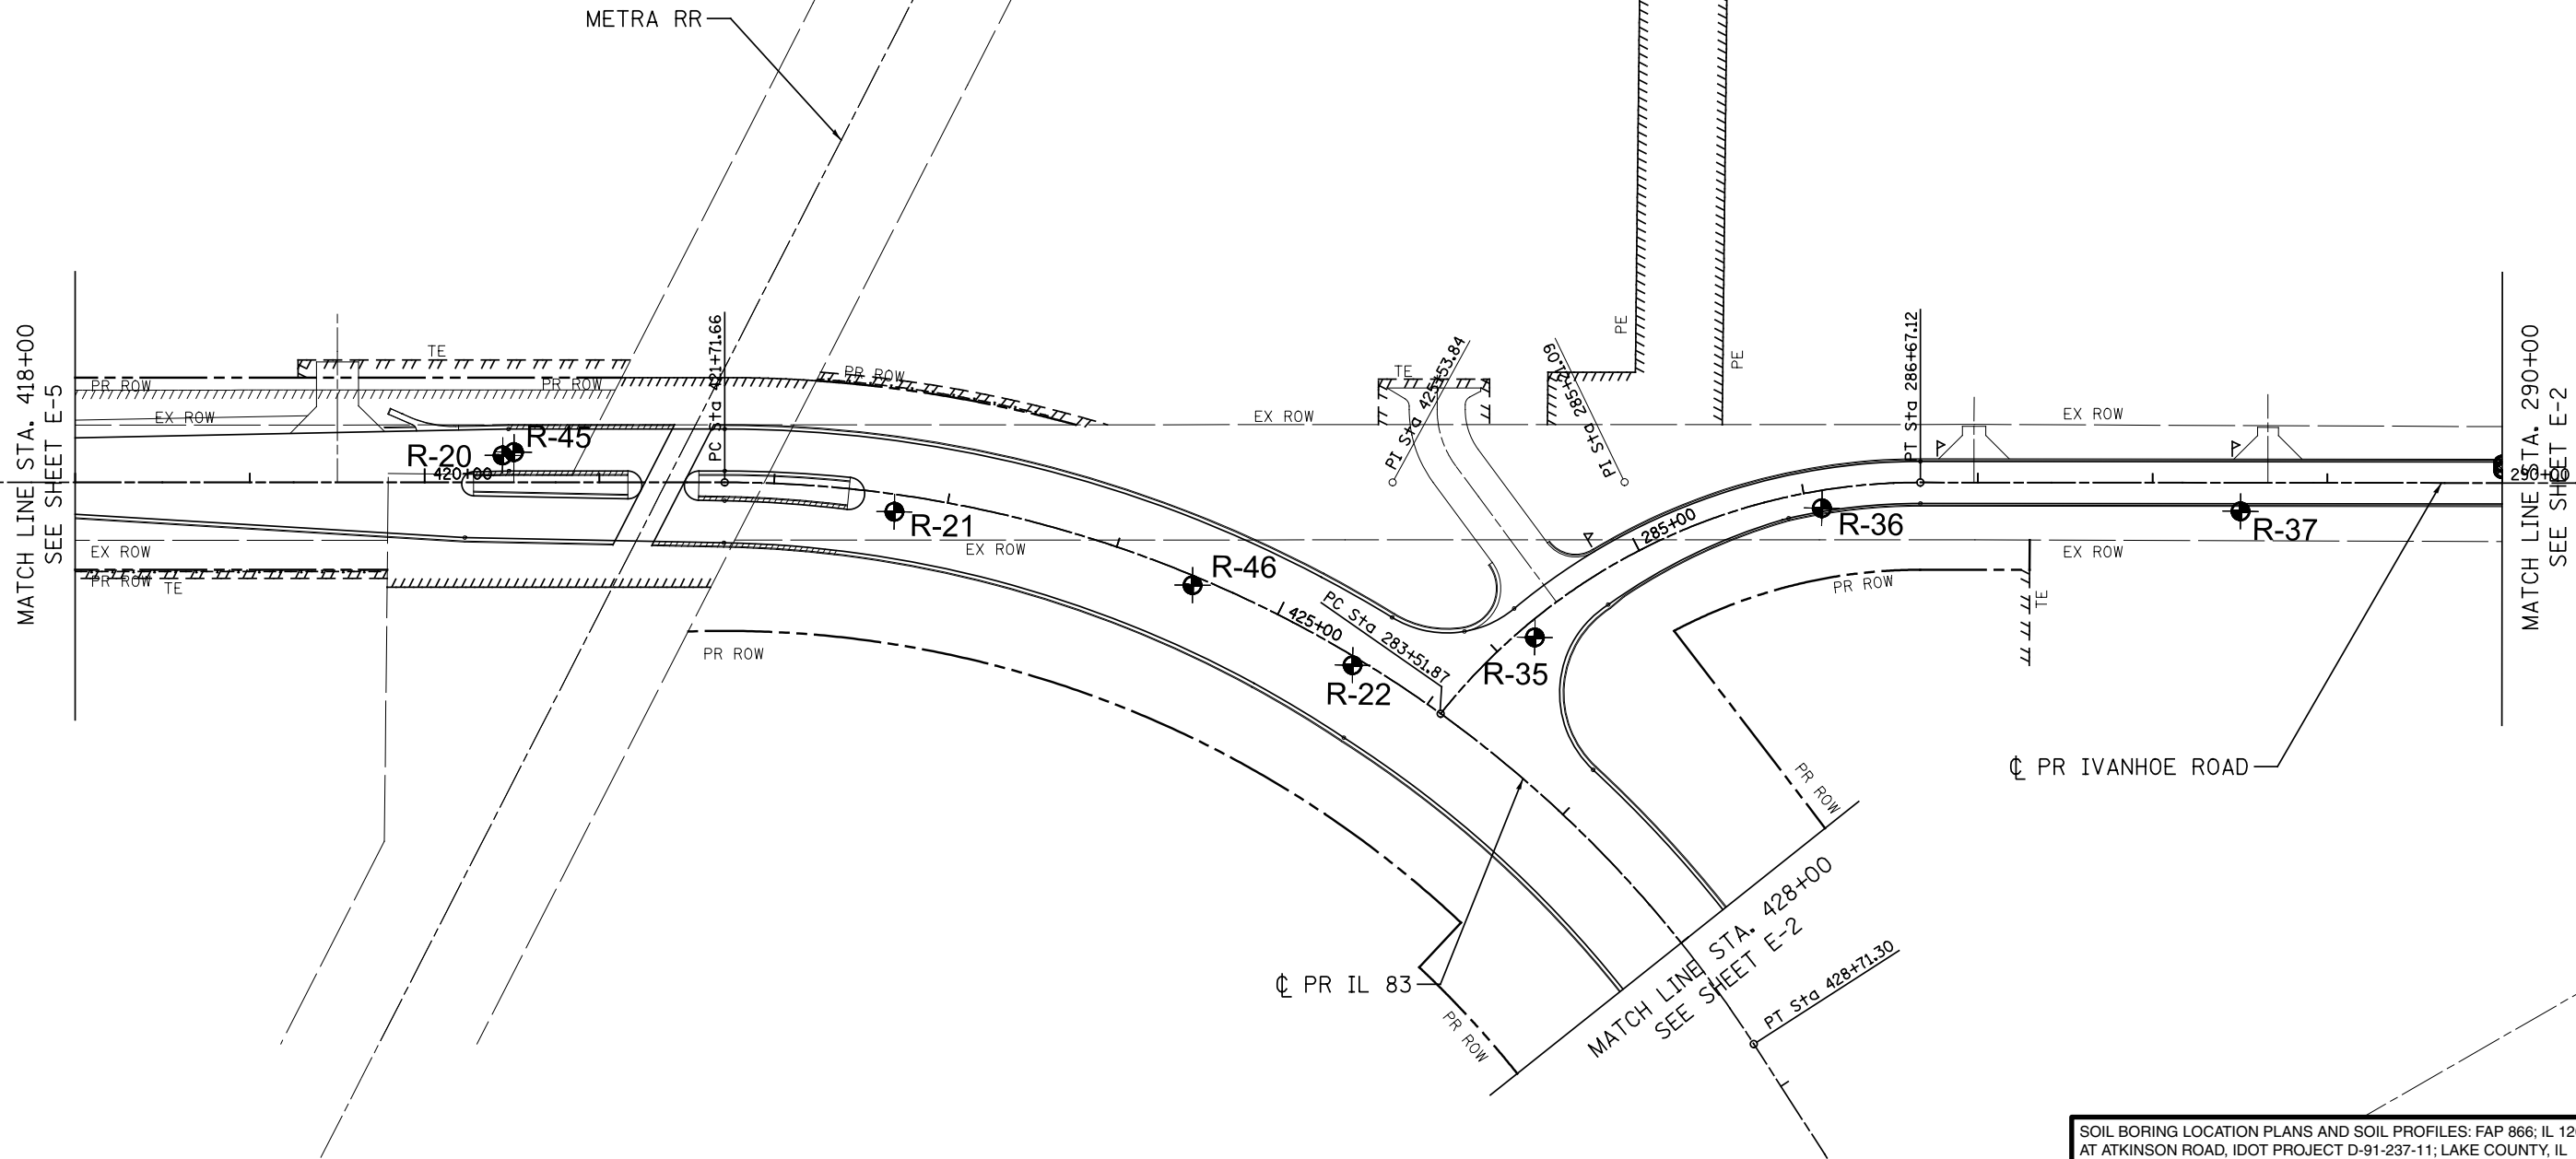 METRA RR
MATCH LINE STA. 418+00
SEE SHEET E-5
PR ROW
TE
PR ROW
EX ROW
EX ROW
PR ROW
TE
R-20
R-45
420+00
PC Sta 421+71.66
PR ROW
R-21
EX ROW
PR ROW
R-46
425+00
R-22
PC Sta 283+51.87
EX ROW
TE
PI Sta 425+53.84
PI Sta 285+21.09
PE
PE
R-35
285+00
PT Sta 286+67.12
R-36
EX ROW
EX ROW
PR ROW
TE
R-37
290+00
MATCH LINE STA. 290+00
SEE SHEET E-2
℄ PR IVANHOE ROAD
PR ROW
℄ PR IL 83
PR ROW
MATCH LINE STA. 428+00
SEE SHEET E-2
PT Sta 428+71.30
SOIL BORING LOCATION PLANS AND SOIL PROFILES: FAP 866; IL 12
AT ATKINSON ROAD, IDOT PROJECT D-91-237-11; LAKE COUNTY, IL